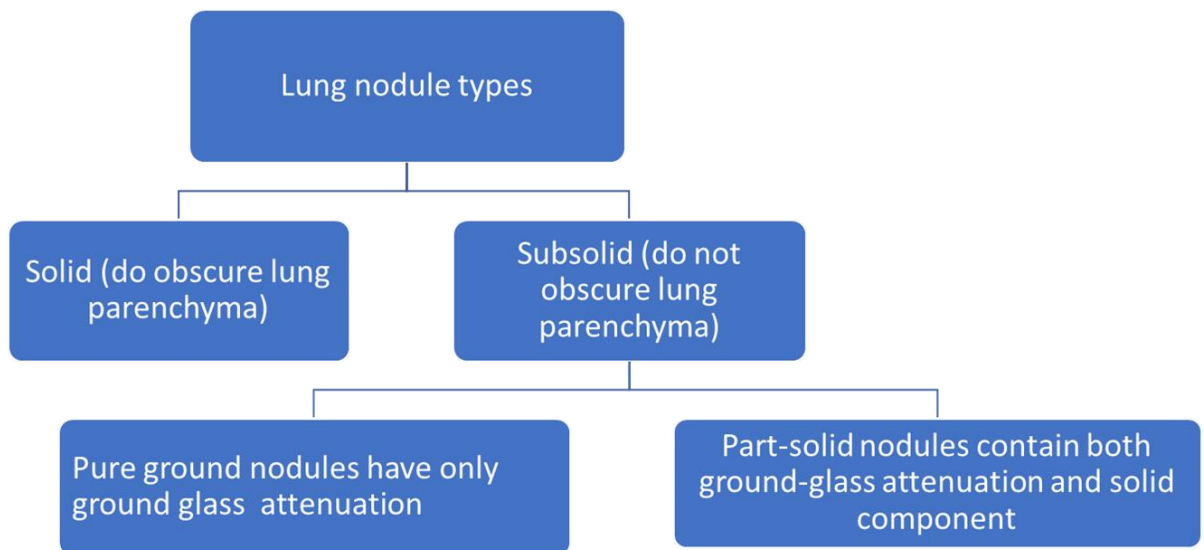 Lung nodule types
Solid (do obscure lung
parenchyma)
Subsolid (do not
obscure lung
parenchyma)
Pure ground nodules have only
ground glass  attenuation
Part-solid nodules contain both
ground-glass attenuation and solid
component